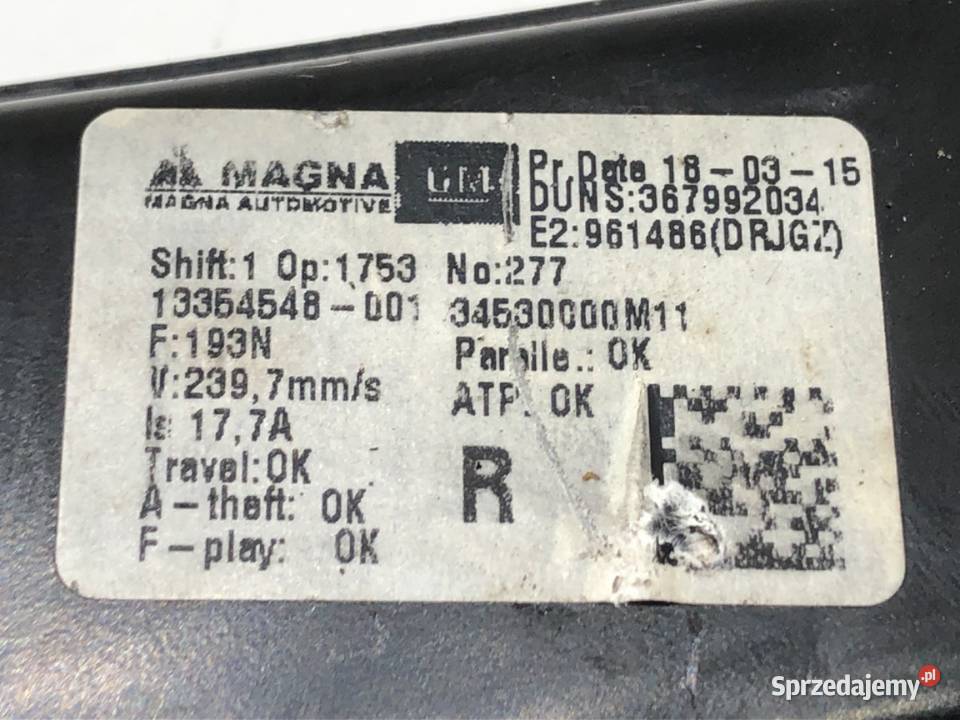 MAGNA
MAGNA AUTOMOTIVE
GM
Pr.Date 18-03-15
DUNS:367992034
E2:961486(DRJGZ)
Shift:1 Op:1753 No:277
13354548-001 34530000M11
F:193N
Paralle.: OK
V:239,7mm/s
ATP: OK
Is 17,7A
Travel:OK
R
A-theft: OK
F-play: OK
Sprzedajemy.pl